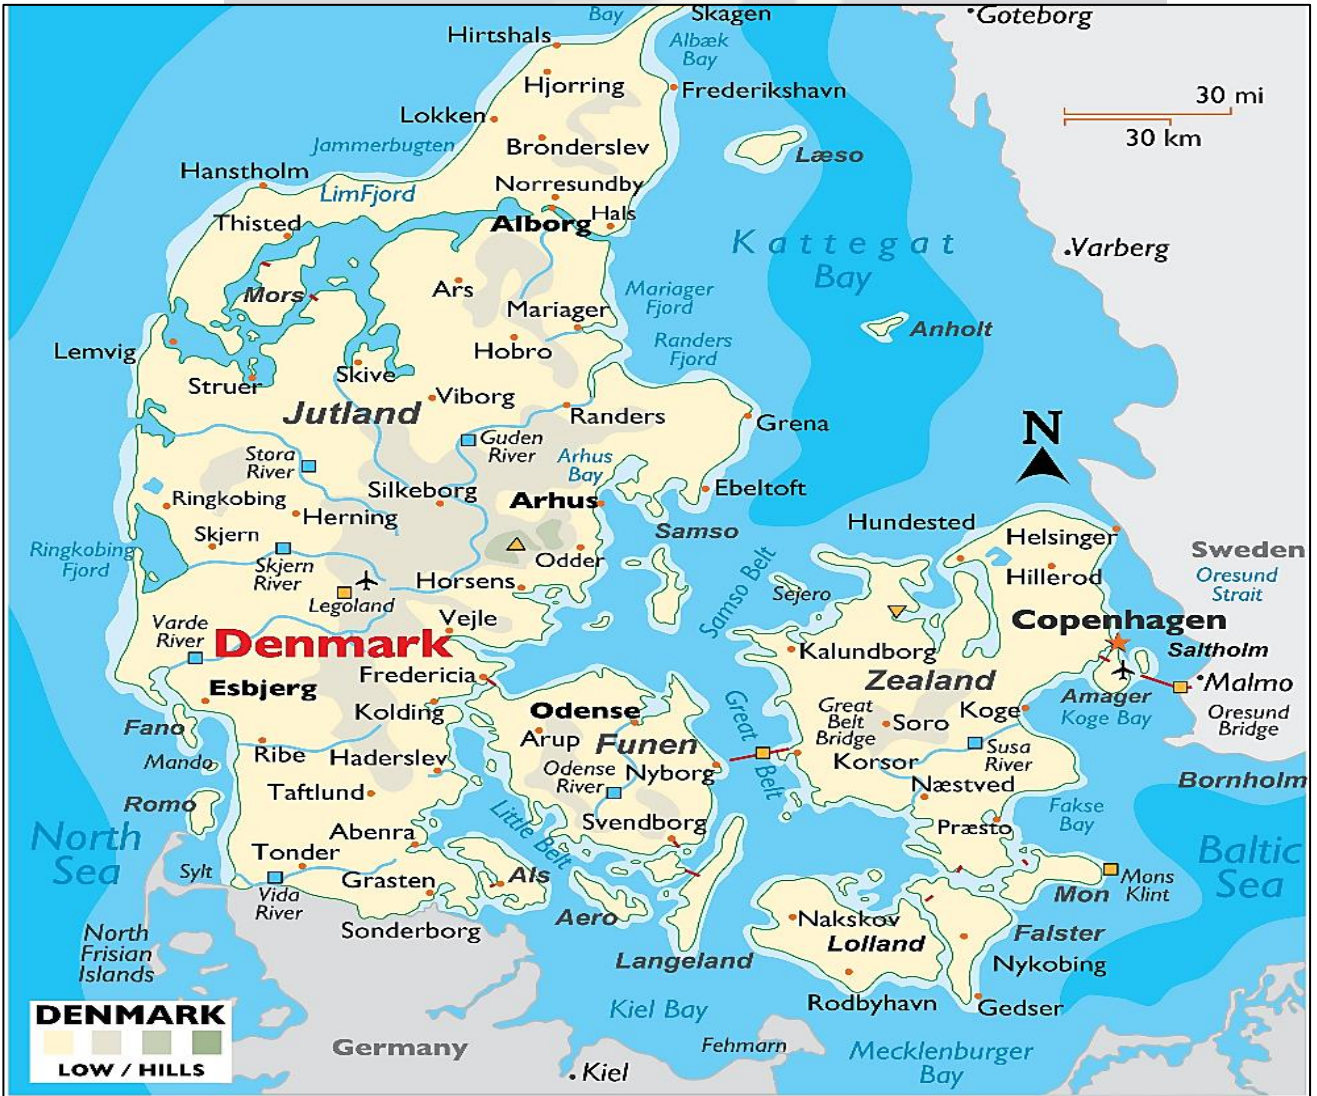 Bay
Skagen
Goteborg
Hirtshals
Albæk
Bay
Hjorring
Frederikshavn
30 mi
30 km
Lokken
Jammerbugten
Bronderslev
Læso
Hanstholm
LimFjord
Norresundby
Thisted
Alborg
Hals
Kattegat
Bay
Varberg
Mors
Ars
Mariager
Mariager
Fjord
Anholt
Lemvig
Hobro
Randers
Fjord
Struer
Skive
Viborg
Jutland
Randers
Grena
N
Stora
River
Guden
River
Arhus
Bay
Silkeborg
Arhus
Ebeltoft
Ringkobing
Herning
Samso
Hundested
Skjern
Helsinger
Ringkobing
Fjord
Skjern
River
Odder
Sweden
Oresund
Strait
Horsens
Hillerod
Legoland
Samso Belt
Sejero
Varde
River
Vejle
Copenhagen
Denmark
Kalundborg
Saltholm
Fredericia
Zealand
Esbjerg
Malmo
Amager
Koge Bay
Kolding
Odense
Great
Belt
Bridge
Soro
Koge
Oresund
Bridge
Fano
Arup
Funen
Great Belt
Ribe
Haderslev
Korsor
Susa
River
Mando
Odense
River
Nyborg
Bornholm
Taftlund
Næstved
Romo
Little Belt
Svendborg
Fakse
Bay
Abenra
Præsto
North
Sea
Tonder
Baltic
Sea
Sylt
Grasten
Als
Vida
River
Mons
Klint
Mon
Aero
Nakskov
Sonderborg
Lolland
Falster
North
Frisian
Islands
Langeland
Nykobing
Rodbyhavn
Gedser
Kiel Bay
DENMARK
LOW / HILLS
Germany
Fehmarn
Mecklenburger
Bay
Kiel